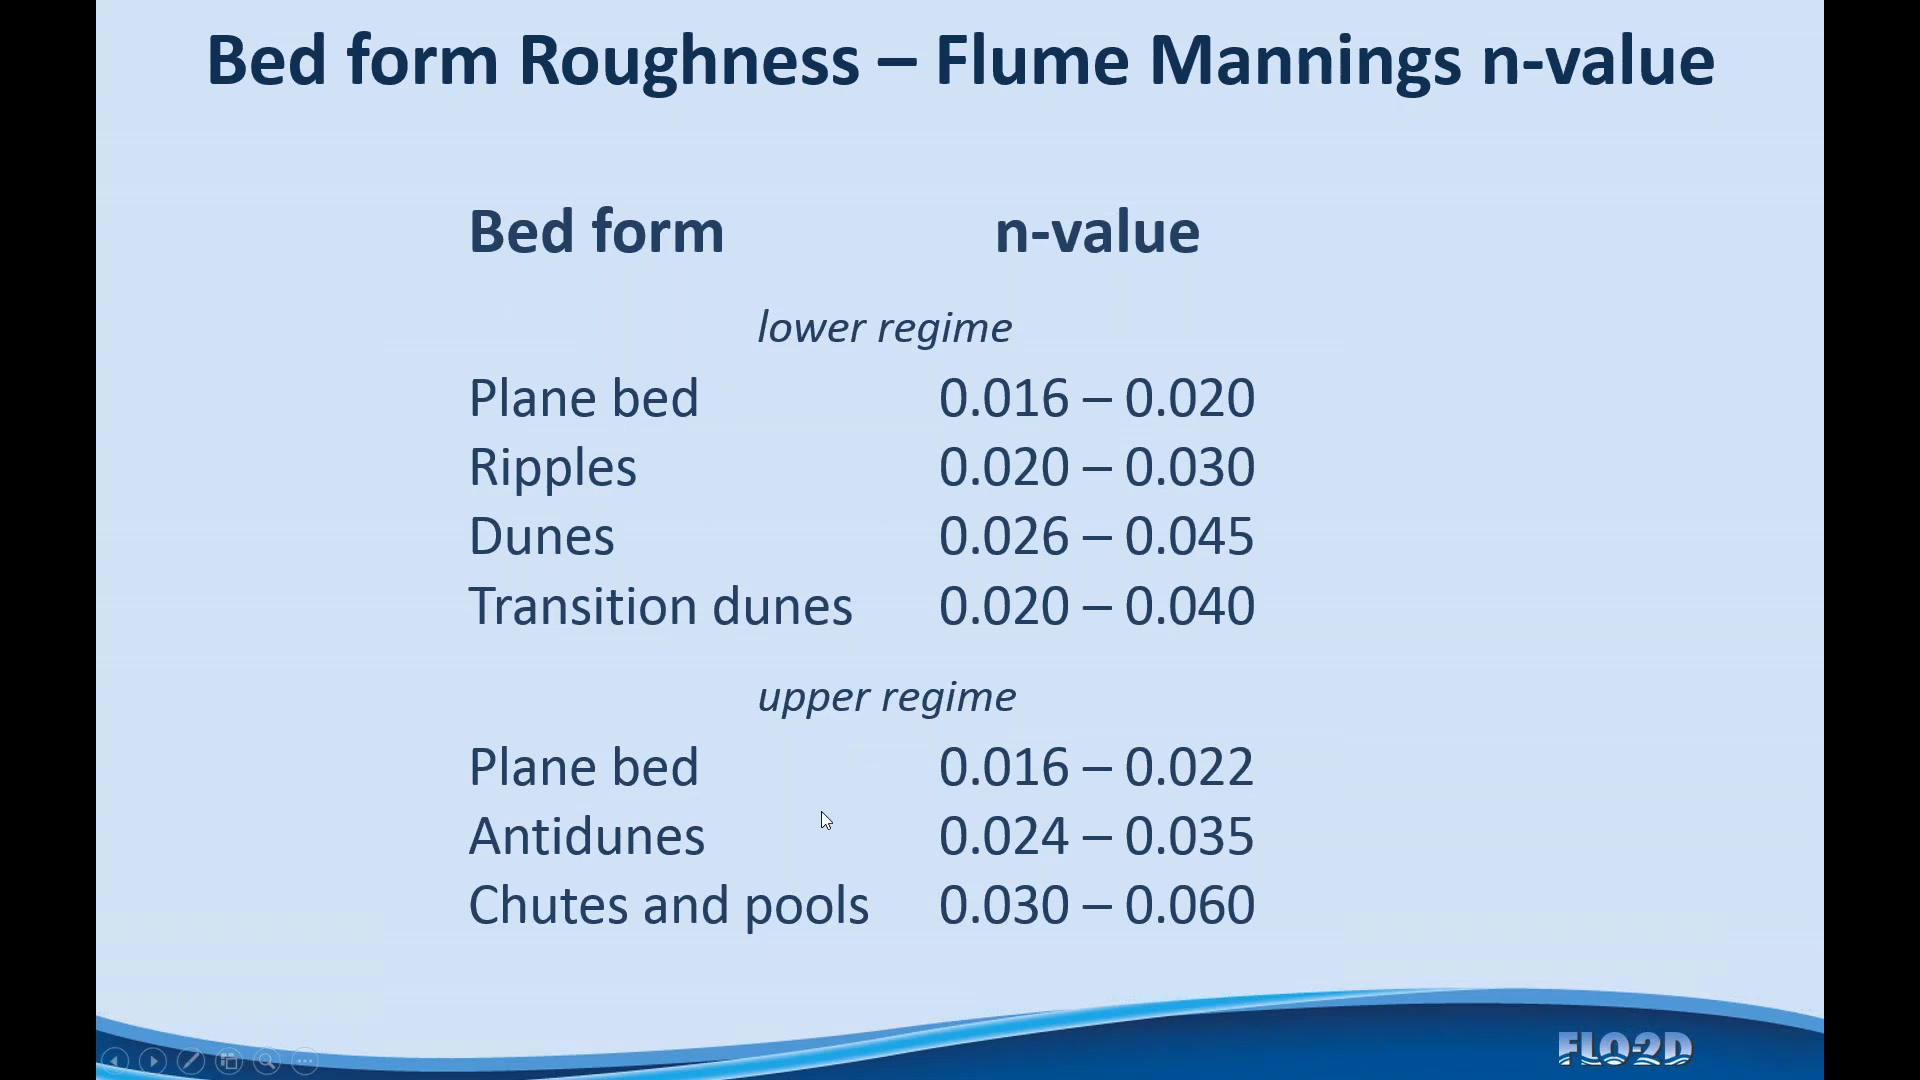 Bed form Roughness – Flume Mannings n-value
Bed form n-value
lower regime
Plane bed 0.016 – 0.020
Ripples 0.020 – 0.030
Dunes 0.026 – 0.045
Transition dunes 0.020 – 0.040
upper regime
Plane bed 0.016 – 0.022
Antidunes 0.024 – 0.035
Chutes and pools 0.030 – 0.060
FLO-2D